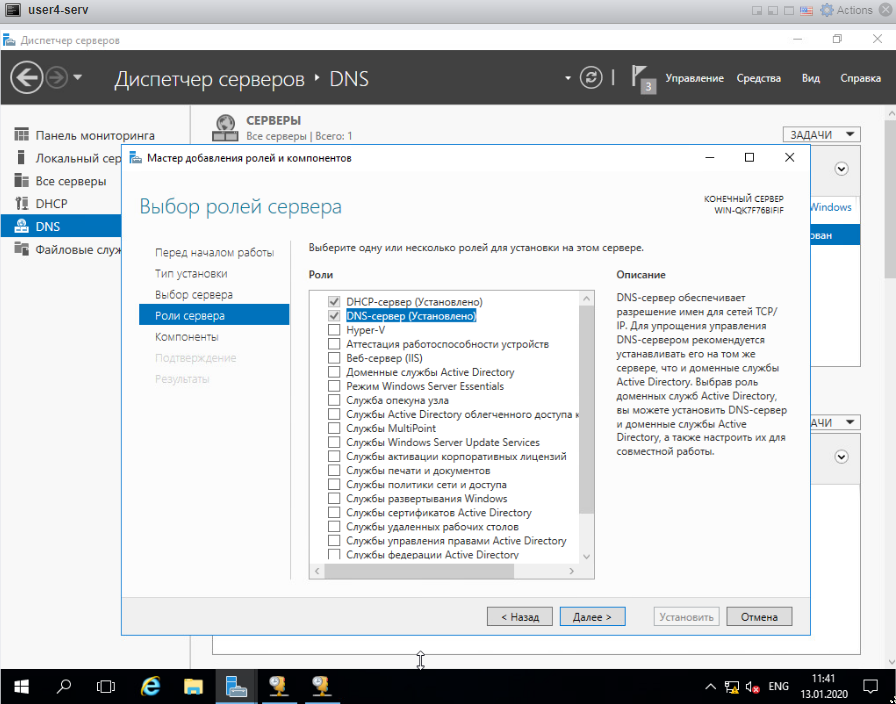 user4-serv
Actions
Диспетчер серверов
Диспетчер серверов ‣ DNS
3
Управление
Средства
Вид
Справка
Панель мониторинга
Локальный сер
Все серверы
DHCP
DNS
Файловые служ
СЕРВЕРЫ
Все серверы | Всего: 1
ЗАДАЧИ
Windows
ован
АЧИ
Мастер добавления ролей и компонентов
Выбор ролей сервера
КОНЕЧНЫЙ СЕРВЕР
WIN-QK7F76BIFIF
Перед началом работы
Тип установки
Выбор сервера
Роли сервера
Компоненты
Подтверждение
Результаты
Выберите одну или несколько ролей для установки на этом сервере.
Роли
DHCP-сервер (Установлено)
DNS-сервер (Установлено)
Hyper-V
Аттестация работоспособности устройств
Веб-сервер (IIS)
Доменные службы Active Directory
Режим Windows Server Essentials
Служба опекуна узла
Службы Active Directory облегченного доступа к
Службы MultiPoint
Службы Windows Server Update Services
Службы активации корпоративных лицензий
Службы печати и документов
Службы политики сети и доступа
Службы развертывания Windows
Службы сертификатов Active Directory
Службы удаленных рабочих столов
Службы управления правами Active Directory
Службы федерации Active Directory
Описание
DNS-сервер обеспечивает
разрешение имен для сетей TCP/
IP. Для упрощения управления
DNS-сервером рекомендуется
устанавливать его на том же
сервере, что и доменные службы
Active Directory. Выбрав роль
доменных служб Active Directory,
вы можете установить DNS-сервер
и доменные службы Active
Directory, а также настроить их для
совместной работы.
< Назад
Далее >
Установить
Отмена
ENG
11:41
13.01.2020